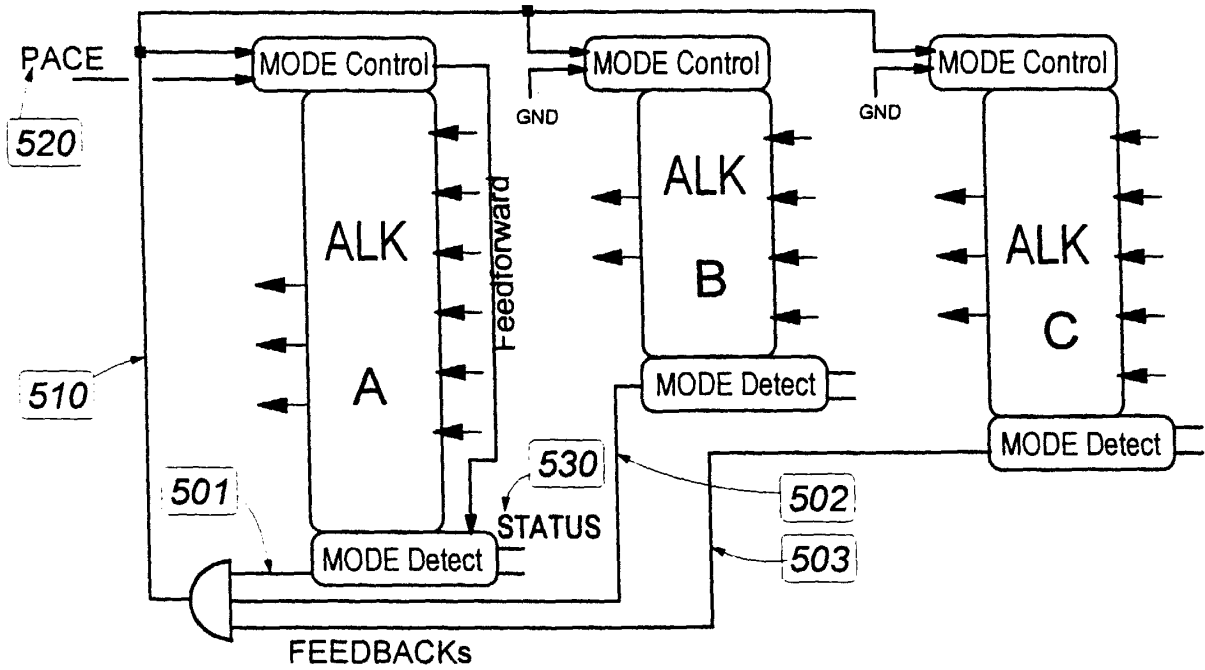 PACE
520
MODE Control
MODE Control
MODE Control
GND
GND
ALK
A
Feedforward
ALK
B
ALK
C
510
MODE Detect
MODE Detect
501
530
STATUS
502
503
MODE Detect
FEEDBACKs